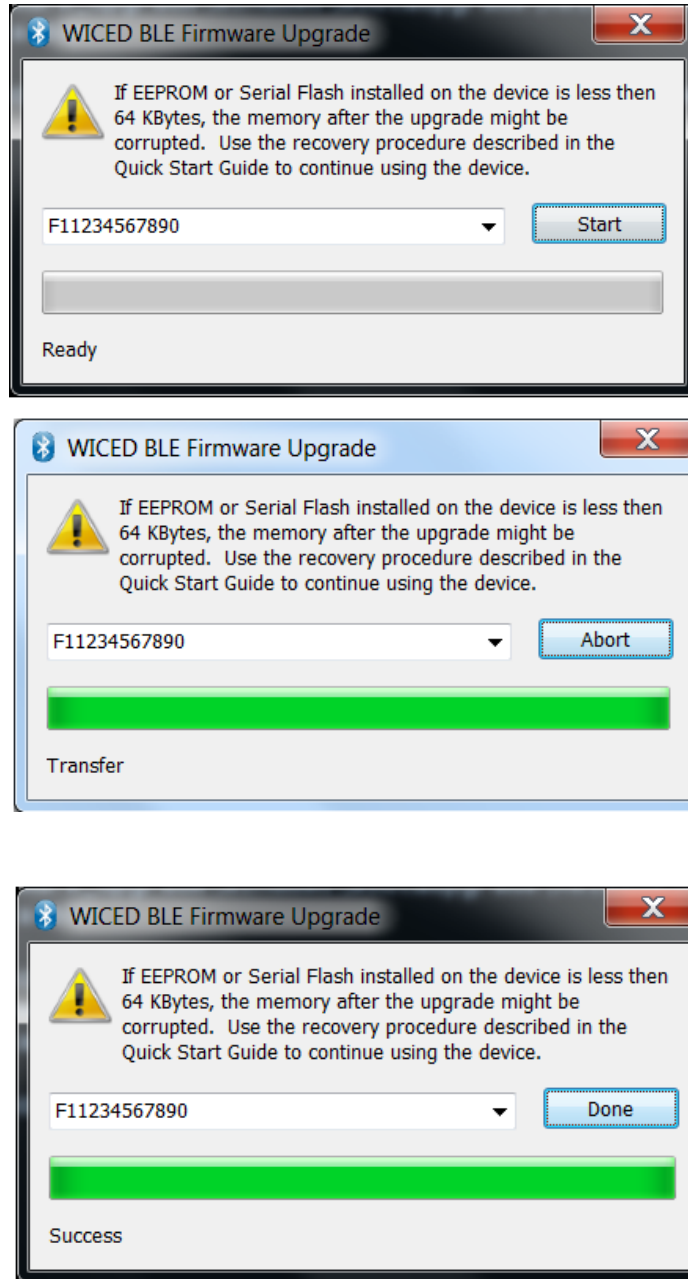 WICED BLE Firmware Upgrade
X
If EEPROM or Serial Flash installed on the device is less then
64 KBytes, the memory after the upgrade might be
corrupted.  Use the recovery procedure described in the
Quick Start Guide to continue using the device.
F11234567890
Start
Ready
WICED BLE Firmware Upgrade
X
If EEPROM or Serial Flash installed on the device is less then
64 KBytes, the memory after the upgrade might be
corrupted.  Use the recovery procedure described in the
Quick Start Guide to continue using the device.
F11234567890
Abort
Transfer
WICED BLE Firmware Upgrade
X
If EEPROM or Serial Flash installed on the device is less then
64 KBytes, the memory after the upgrade might be
corrupted.  Use the recovery procedure described in the
Quick Start Guide to continue using the device.
F11234567890
Done
Success